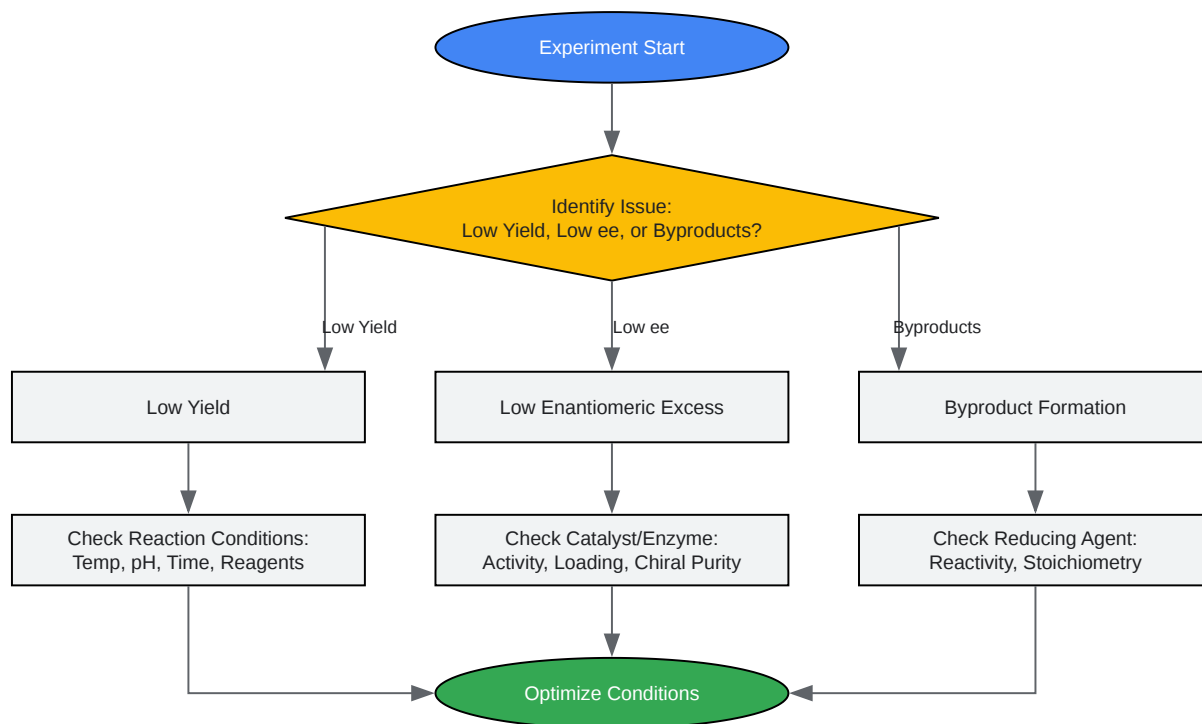 Experiment Start
Identify Issue:
Low Yield, Low ee, or Byproducts?
Low Yield
Low ee
Byproducts
Low Yield
Low Enantiomeric Excess
Byproduct Formation
Check Reaction Conditions:
Temp, pH, Time, Reagents
Check Catalyst/Enzyme:
Activity, Loading, Chiral Purity
Check Reducing Agent:
Reactivity, Stoichiometry
Optimize Conditions